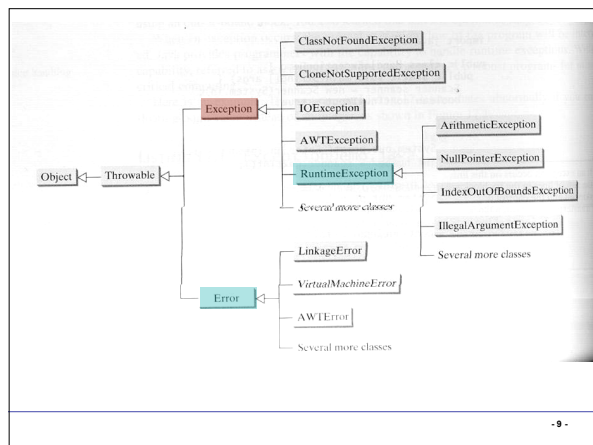 ClassNotFoundException
CloneNotSupportedException
Exception
IOException
AWTException
ArithmeticException
NullPointerException
Object
Throwable
RuntimeException
IndexOutOfBoundsException
Several more classes
IllegalArgumentException
LinkageError
Several more classes
VirtualMachineError
Error
AWTError
Several more classes
- 9 -